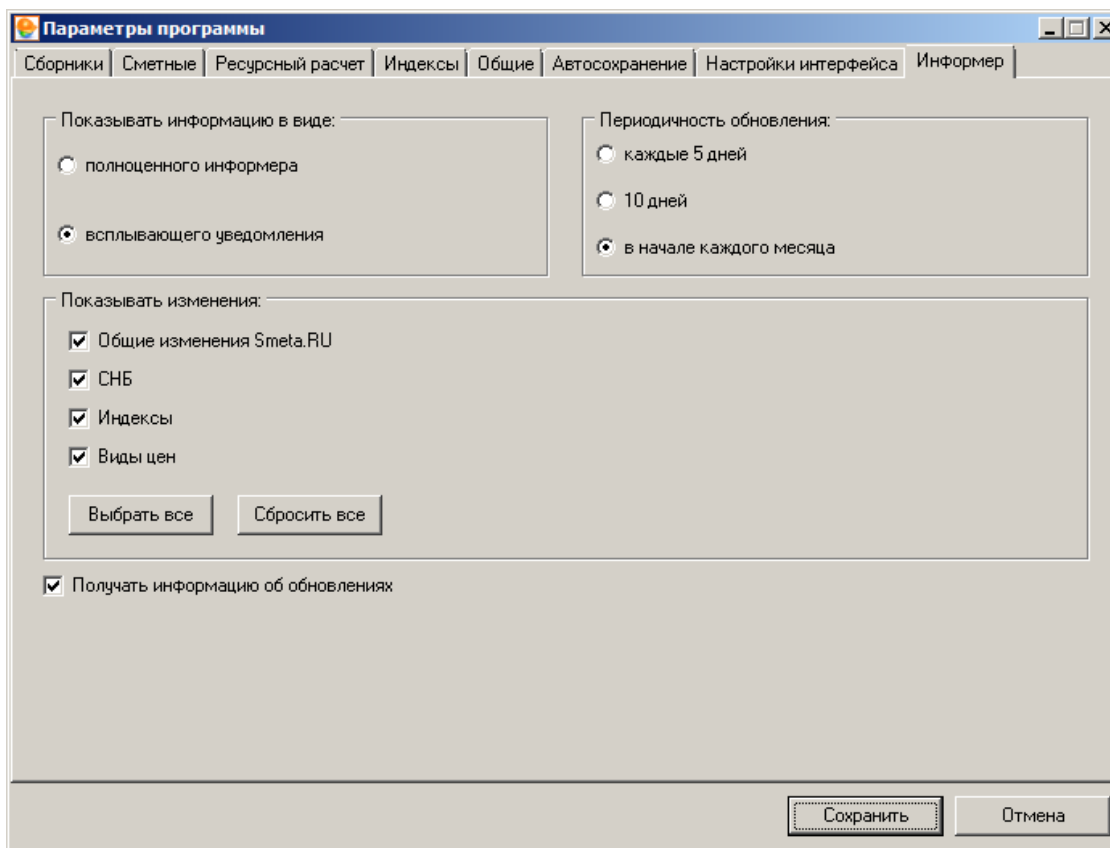 Параметры программы
Сборники Сметные Ресурсный расчет Индексы Общие Автосохранение Настройки интерфейса Информер
Показывать информацию в виде:
полноценного информера
всплывающего уведомления
Периодичность обновления:
каждые 5 дней
10 дней
в начале каждого месяца
Показывать изменения:
Общие изменения Smeta.RU
СНБ
Индексы
Виды цен
Выбрать все Сбросить все
Получать информацию об обновлениях
Сохранить Отмена